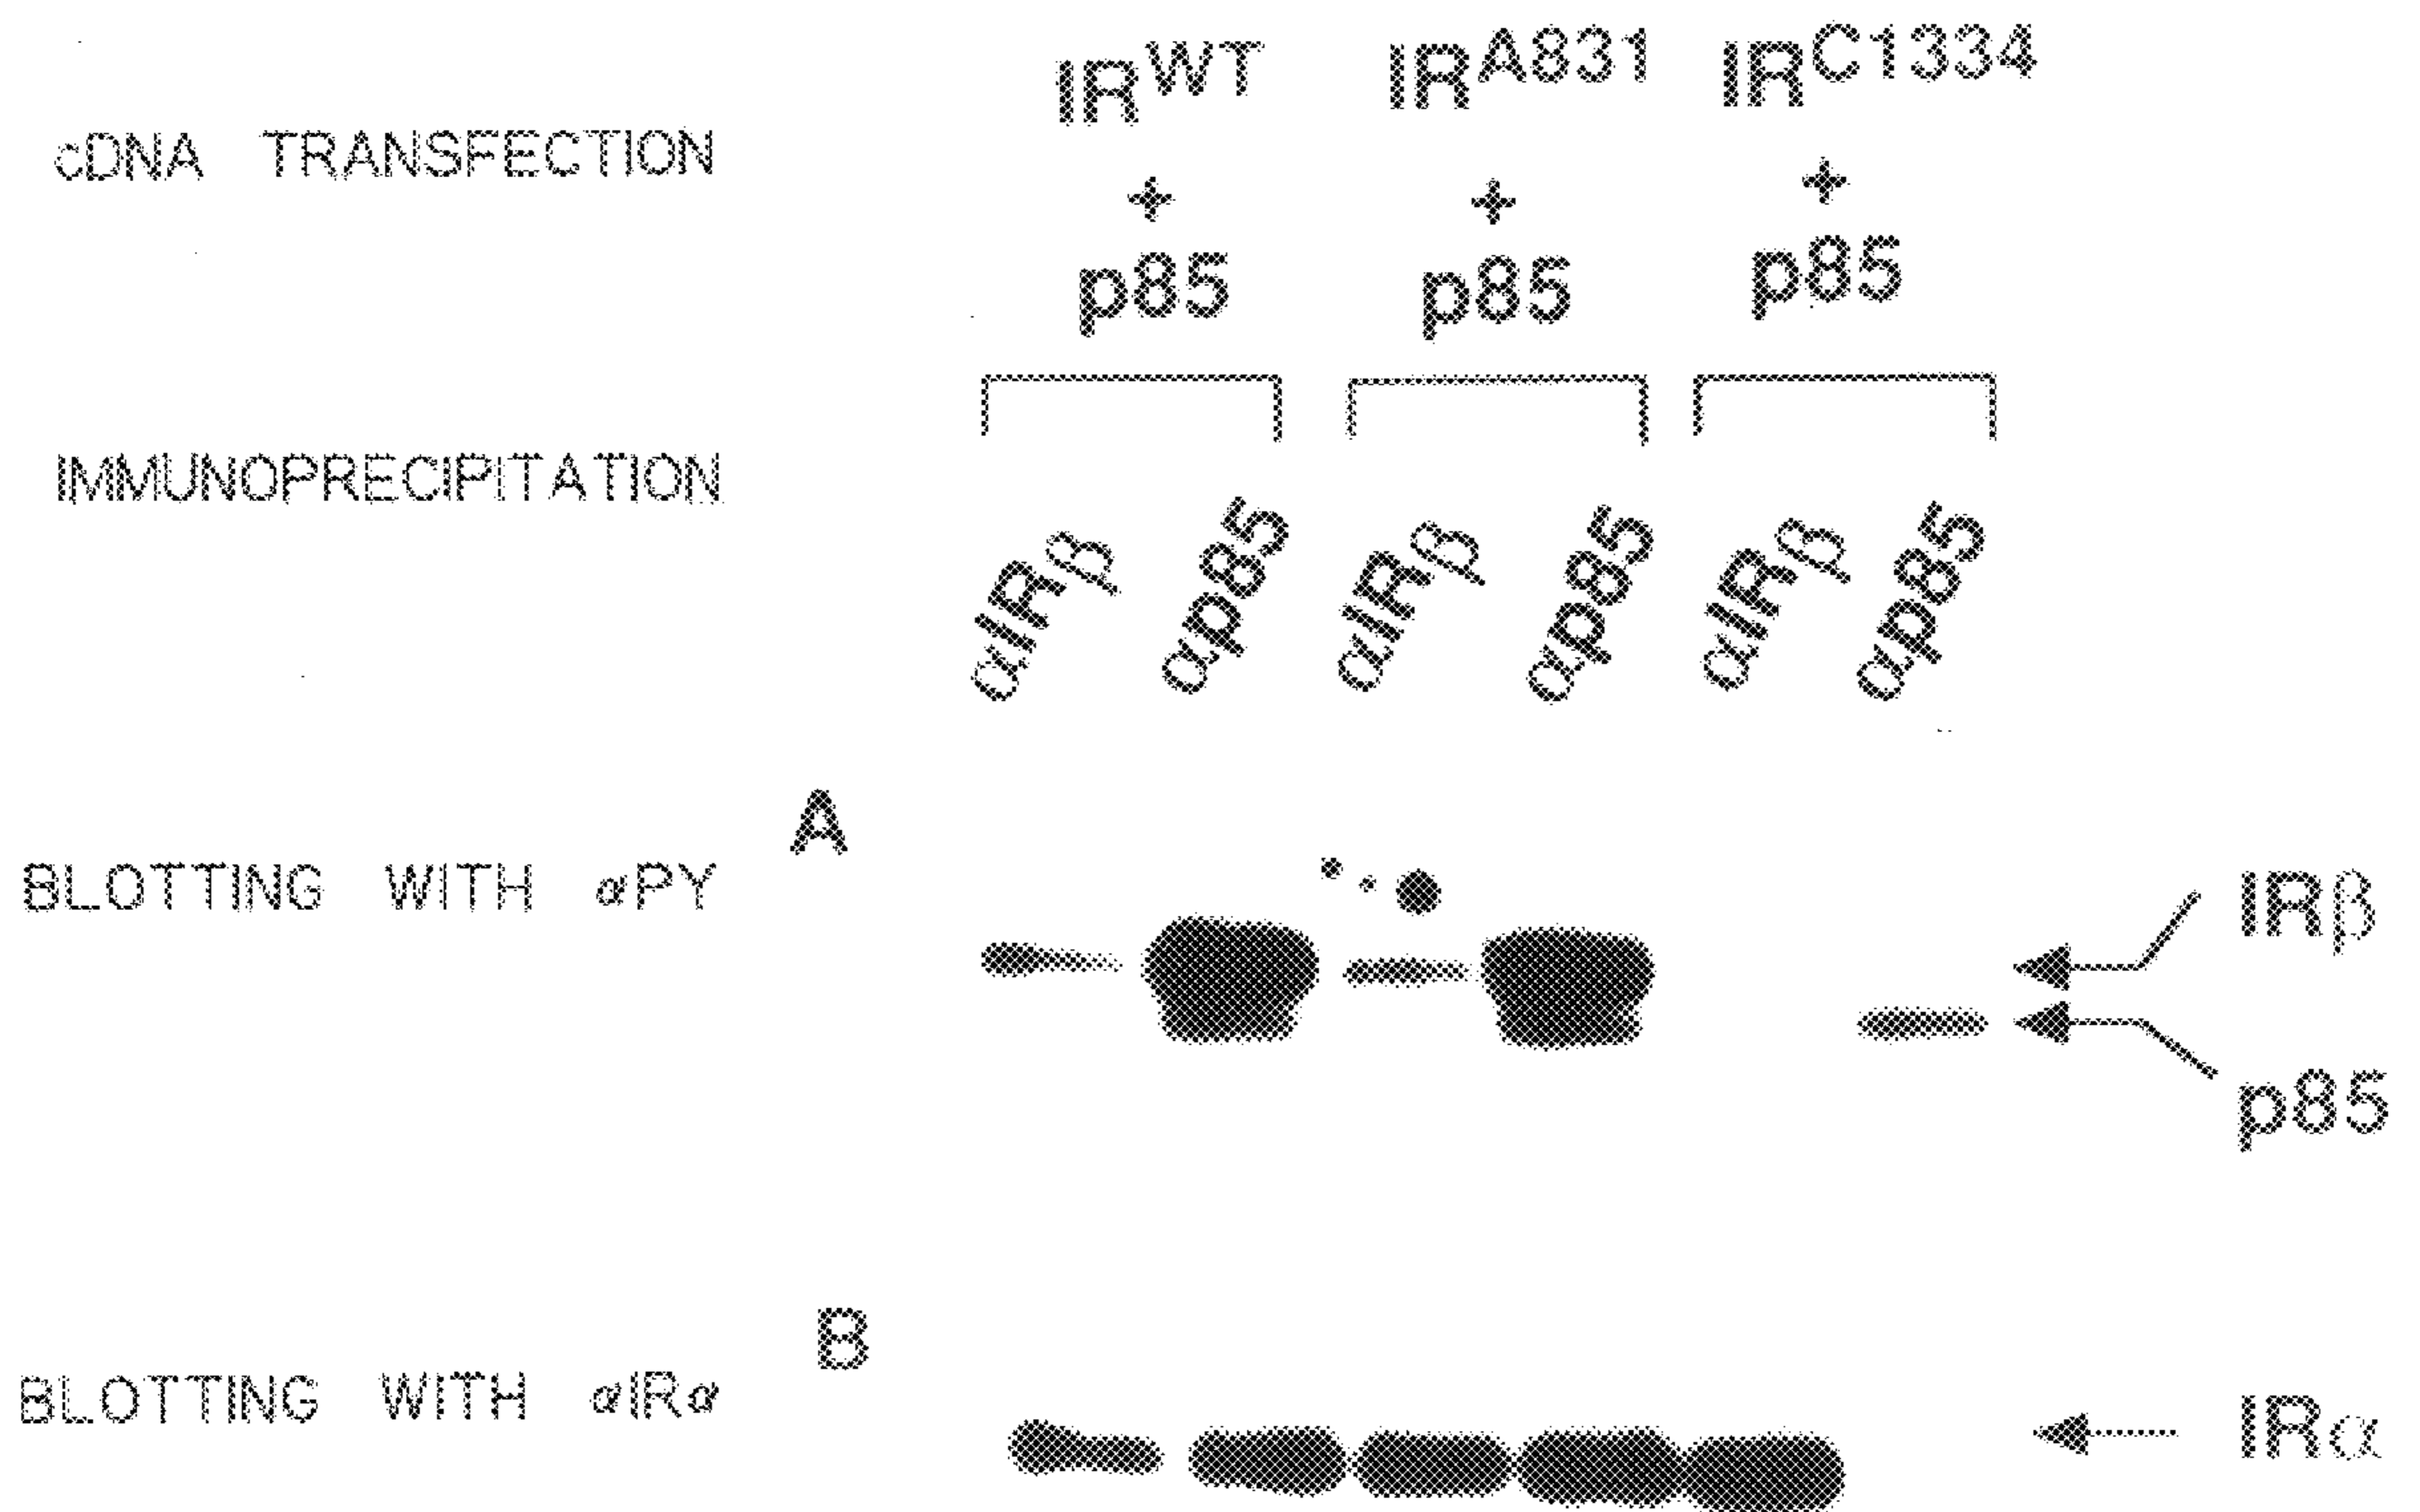 IRWT IRA831 IRC1334
cDNA TRANSFECTION + + +
p85 p85 p85
IMMUNOPRECIPITATION
αIRβ αp85 αIRβ αp85 αIRβ αp85
A
BLOTTING WITH αPY
IRβ
p85
B
BLOTTING WITH αIRα
IRα